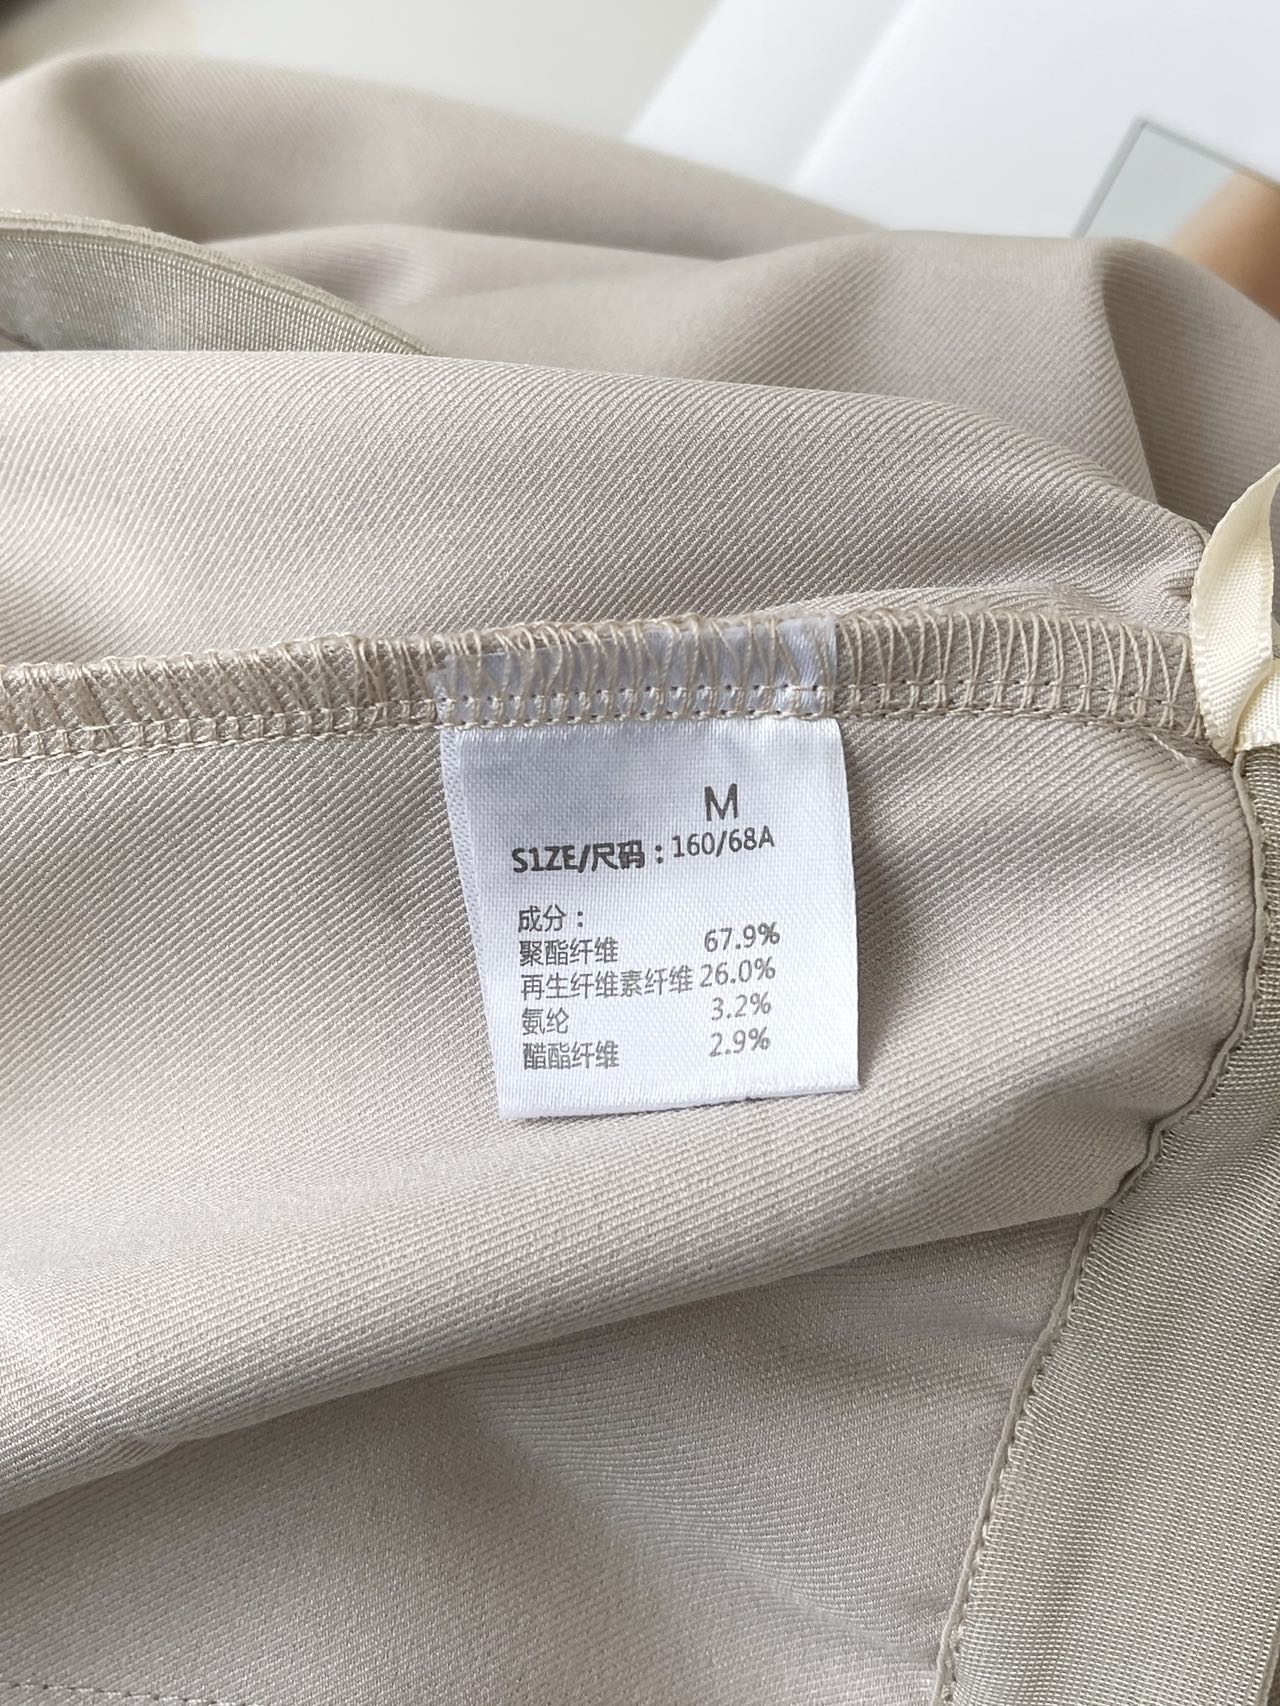 M
S1ZE/尺码：160/68A
成分：
聚酯纤维 67.9%
再生纤维素纤维 26.0%
氨纶 3.2%
醋酯纤维 2.9%